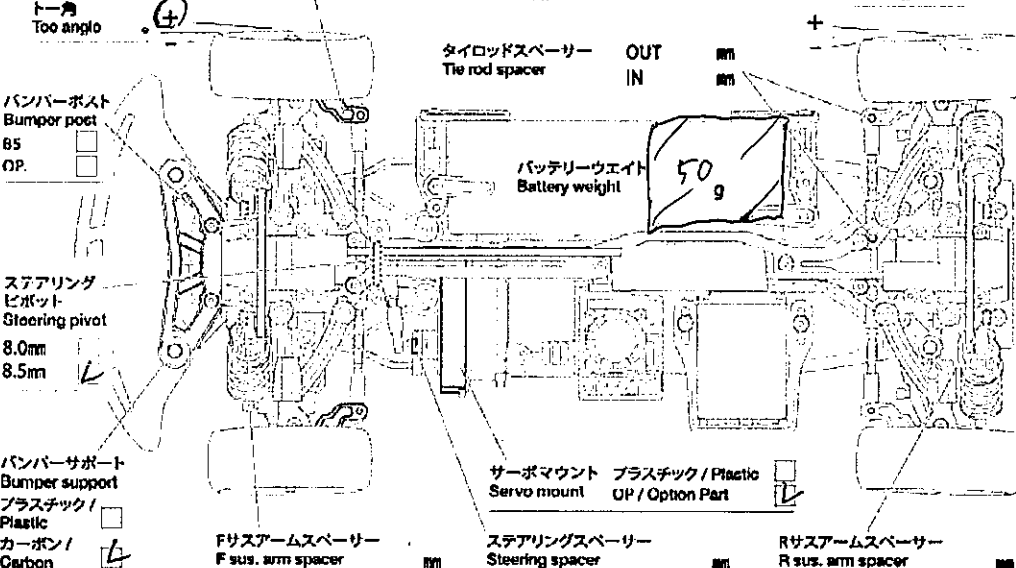 トー角
Toe angle
+
-
+
-
タイロッドスペーサー OUT mm
Tie rod spacer IN mm
バンパーポスト
Bumper post
85
OP.
バッテリーウエイト
Battery weight
50 g
ステアリング
ピボット
Steering pivot
8.0mm
8.5mm
バンパーサポート
Bumper support
プラスチック /
Plastic
カーボン /
Carbon
サーボマウント プラスチック / Plastic
Servo mount OP / Option Part
Fサスアームスペーサー
F sus. arm spacer mm
ステアリングスペーサー
Steering spacer mm
Rサスアームスペーサー
R sus. arm spacer mm